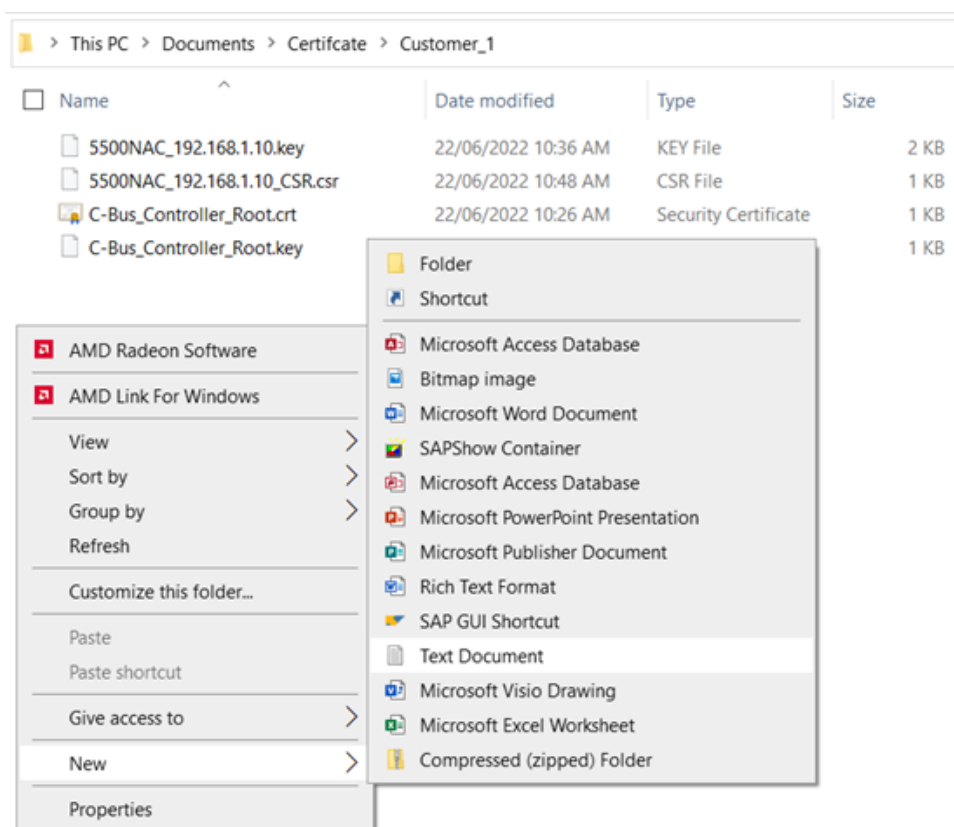 This PC > Documents > Certifcate > Customer_1
Name Date modified Type Size
5500NAC_192.168.1.10.key 22/06/2022 10:36 AM KEY File 2 KB
5500NAC_192.168.1.10_CSR.csr 22/06/2022 10:48 AM CSR File 1 KB
C-Bus_Controller_Root.crt 22/06/2022 10:26 AM Security Certificate 1 KB
C-Bus_Controller_Root.key 1 KB
AMD Radeon Software
AMD Link For Windows
View
Sort by
Group by
Refresh
Customize this folder...
Paste
Paste shortcut
Give access to
New
Properties
Folder
Shortcut
Microsoft Access Database
Bitmap image
Microsoft Word Document
SAPShow Container
Microsoft Access Database
Microsoft PowerPoint Presentation
Microsoft Publisher Document
Rich Text Format
SAP GUI Shortcut
Text Document
Microsoft Visio Drawing
Microsoft Excel Worksheet
Compressed (zipped) Folder